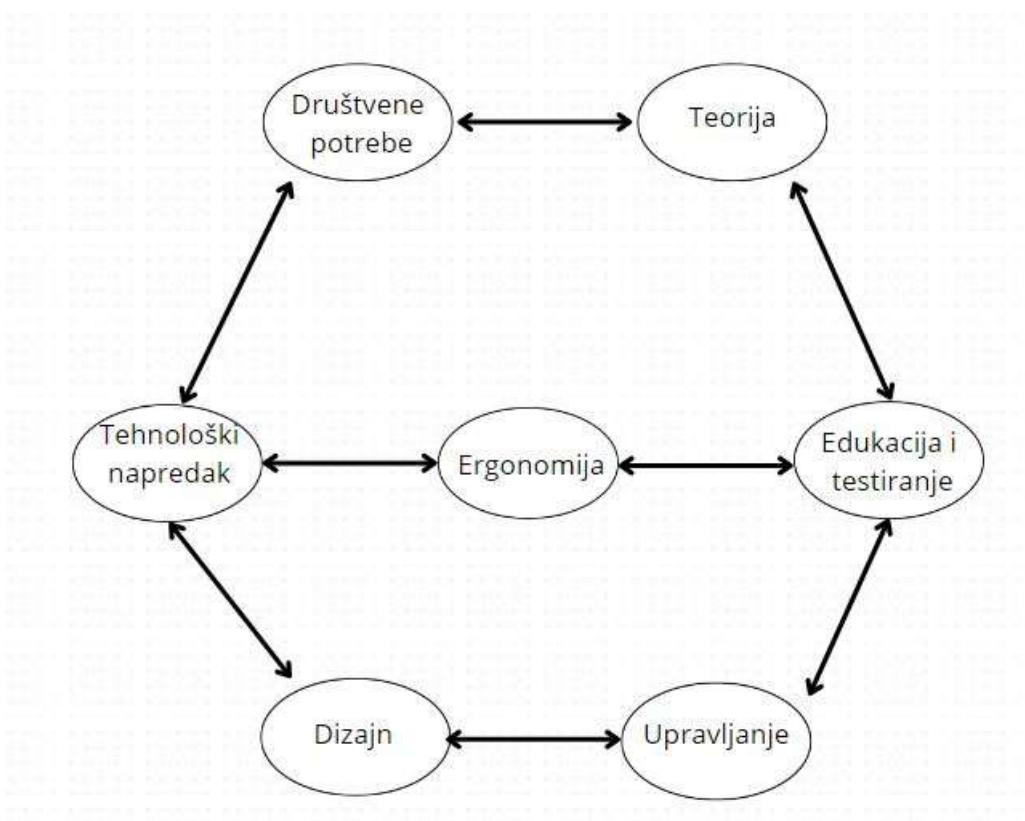 Društvene
potrebe
Teorija
Tehnološki
napredak
Ergonomija
Edukacija i
testiranje
Dizajn
Upravljanje